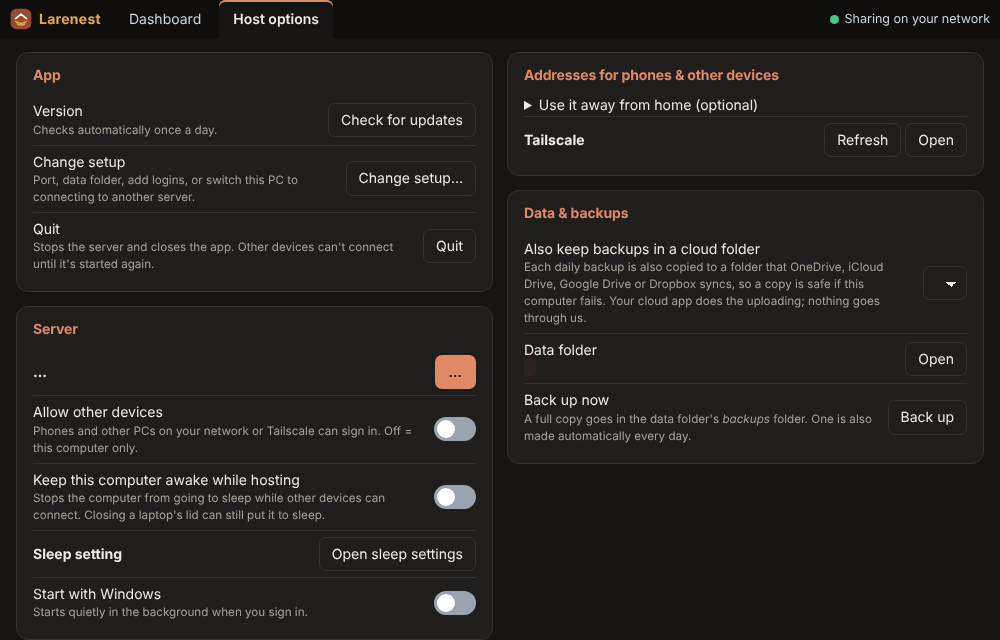 Larenest
Dashboard
Host options
Sharing on your network
App
Version
Checks automatically once a day.
Check for updates
Change setup
Port, data folder, add logins, or switch this PC to
connecting to another server.
Change setup...
Quit
Stops the server and closes the app. Other devices can't connect
until it's started again.
Quit
Server
...
...
Allow other devices
Phones and other PCs on your network or Tailscale can sign in. Off =
this computer only.
Keep this computer awake while hosting
Stops the computer from going to sleep while other devices can
connect. Closing a laptop's lid can still put it to sleep.
Sleep setting
Open sleep settings
Start with Windows
Starts quietly in the background when you sign in.
Addresses for phones & other devices
Use it away from home (optional)
Tailscale
Refresh
Open
Data & backups
Also keep backups in a cloud folder
Each daily backup is also copied to a folder that OneDrive, iCloud
Drive, Google Drive or Dropbox syncs, so a copy is safe if this
computer fails. Your cloud app does the uploading; nothing goes
through us.
Data folder
Open
Back up now
A full copy goes in the data folder's backups folder. One is also
made automatically every day.
Back up